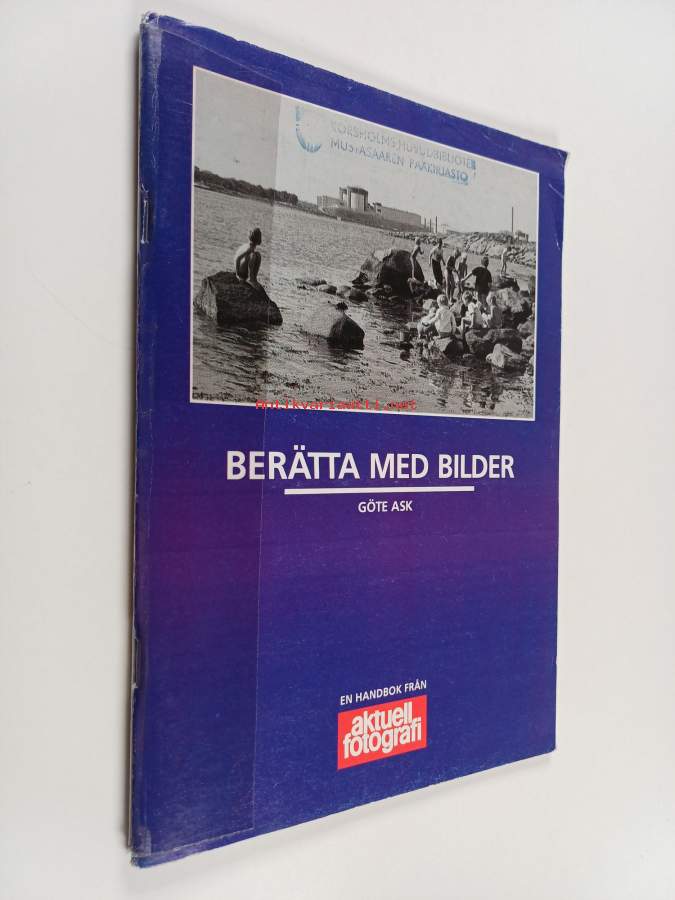 KORSHOLMS HUVUDBIBLIOTEK
MUSTASAAREN PÄÄKIRJASTO
Antikvariaatti.net
BERÄTTA MED BILDER
GÖTE ASK
EN HANDBOK FRÅN
aktuell
fotografi